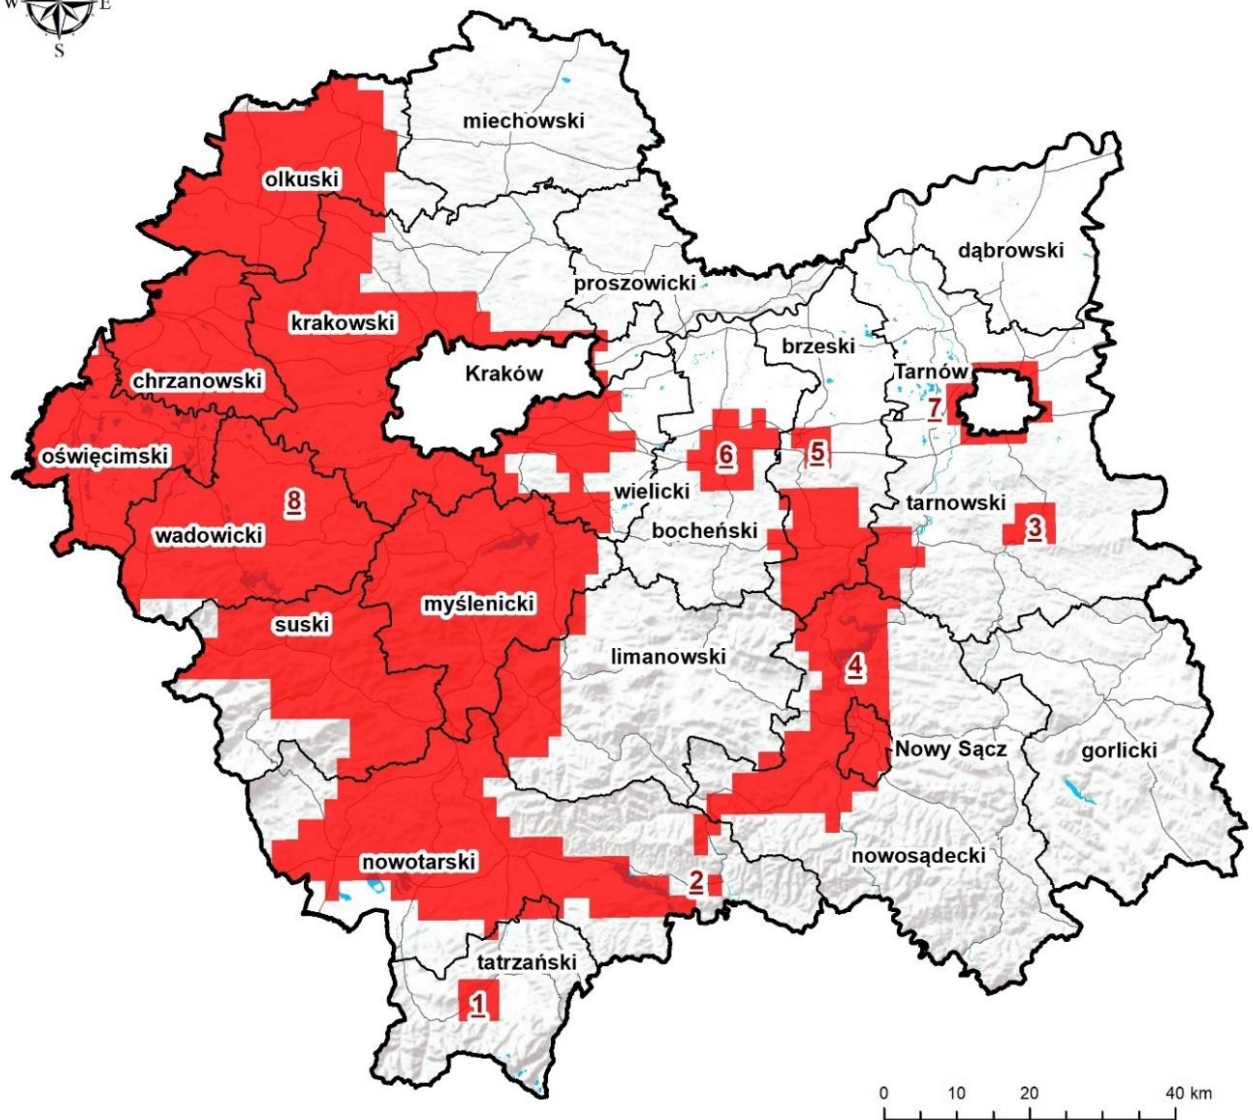 W E
S
miechowski
olkuski
dąbrowski
proszowicki
krakowski
brzeski
Kraków
Tarnów
chrzanowski
7
oświęcimski
6
5
wielicki
8
tarnowski
wadowicki
bocheński
3
myślenicki
suski
limanowski
4
Nowy Sącz
gorlicki
nowotarski
nowosądecki
2
tatrzański
1
0 10 20 40 km